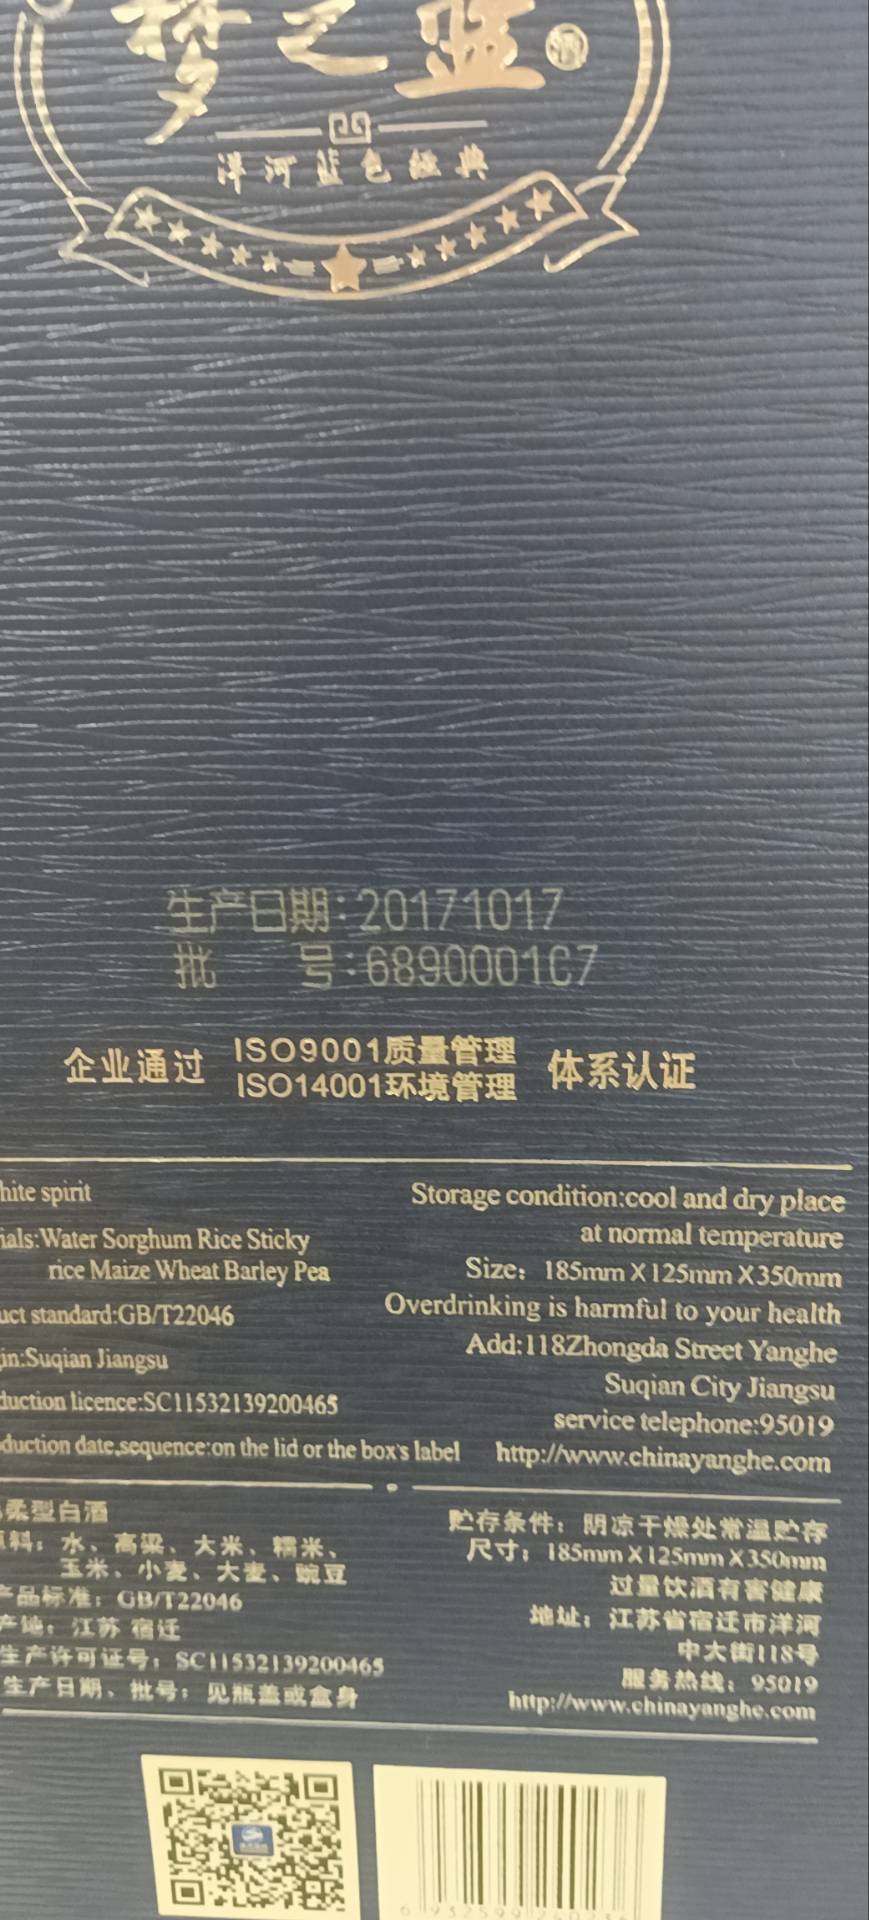 梦之蓝
酒
洋河蓝色经典
生产日期:20171017
批 号:6890001C7
企业通过 ISO9001质量管理 体系认证
ISO14001环境管理
hite spirit
ials:Water Sorghum Rice Sticky
rice Maize Wheat Barley Pea
uct standard:GB/T22046
in:Suqian Jiangsu
duction licence:SC11532139200465
duction date,sequence:on the lid or the box's label
Storage condition:cool and dry place
at normal temperature
Size：185mm X 125mm X 350mm
Overdrinking is harmful to your health
Add:118Zhongda Street Yanghe
Suqian City Jiangsu
service telephone:95019
http://www.chinayanghe.com
柔型白酒
料：水、高粱、大米、糯米、
玉米、小麦、大麦、豌豆
产品标准：GB/T22046
产地：江苏 宿迁
生产许可证号：SC11532139200465
生产日期、批号：见瓶盖或盒身
贮存条件：阴凉干燥处常温贮存
尺寸：185mm X 125mm X 350mm
过量饮酒有害健康
地址：江苏省宿迁市洋河
中大街118号
服务热线：95019
http://www.chinayanghe.com